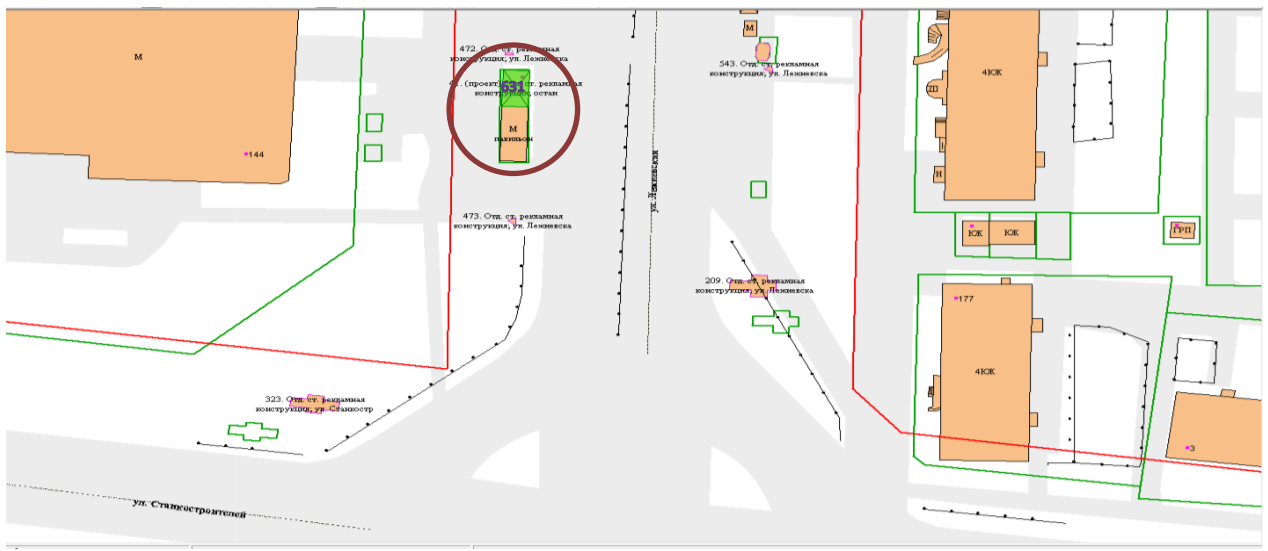 М
472. Отд. ст. рекламная
конструкция, ул. Лежневска
(проект)
ст. рекламная
остан
631
М
павильон
144
473. Отд. ст. рекламная
конструкция, ул. Лежневска
ул. Лежневская
М
543. Отд. ст. рекламная
конструкция, ул. Лежневска
4КЖ
Н
КЖ
КЖ
ГРП
209. Отд. ст. рекламная
конструкция, ул. Лежневска
177
4КЖ
3
323. Отд. ст. рекламная
конструкция, ул. Станкостр
ул. Станкостроителей